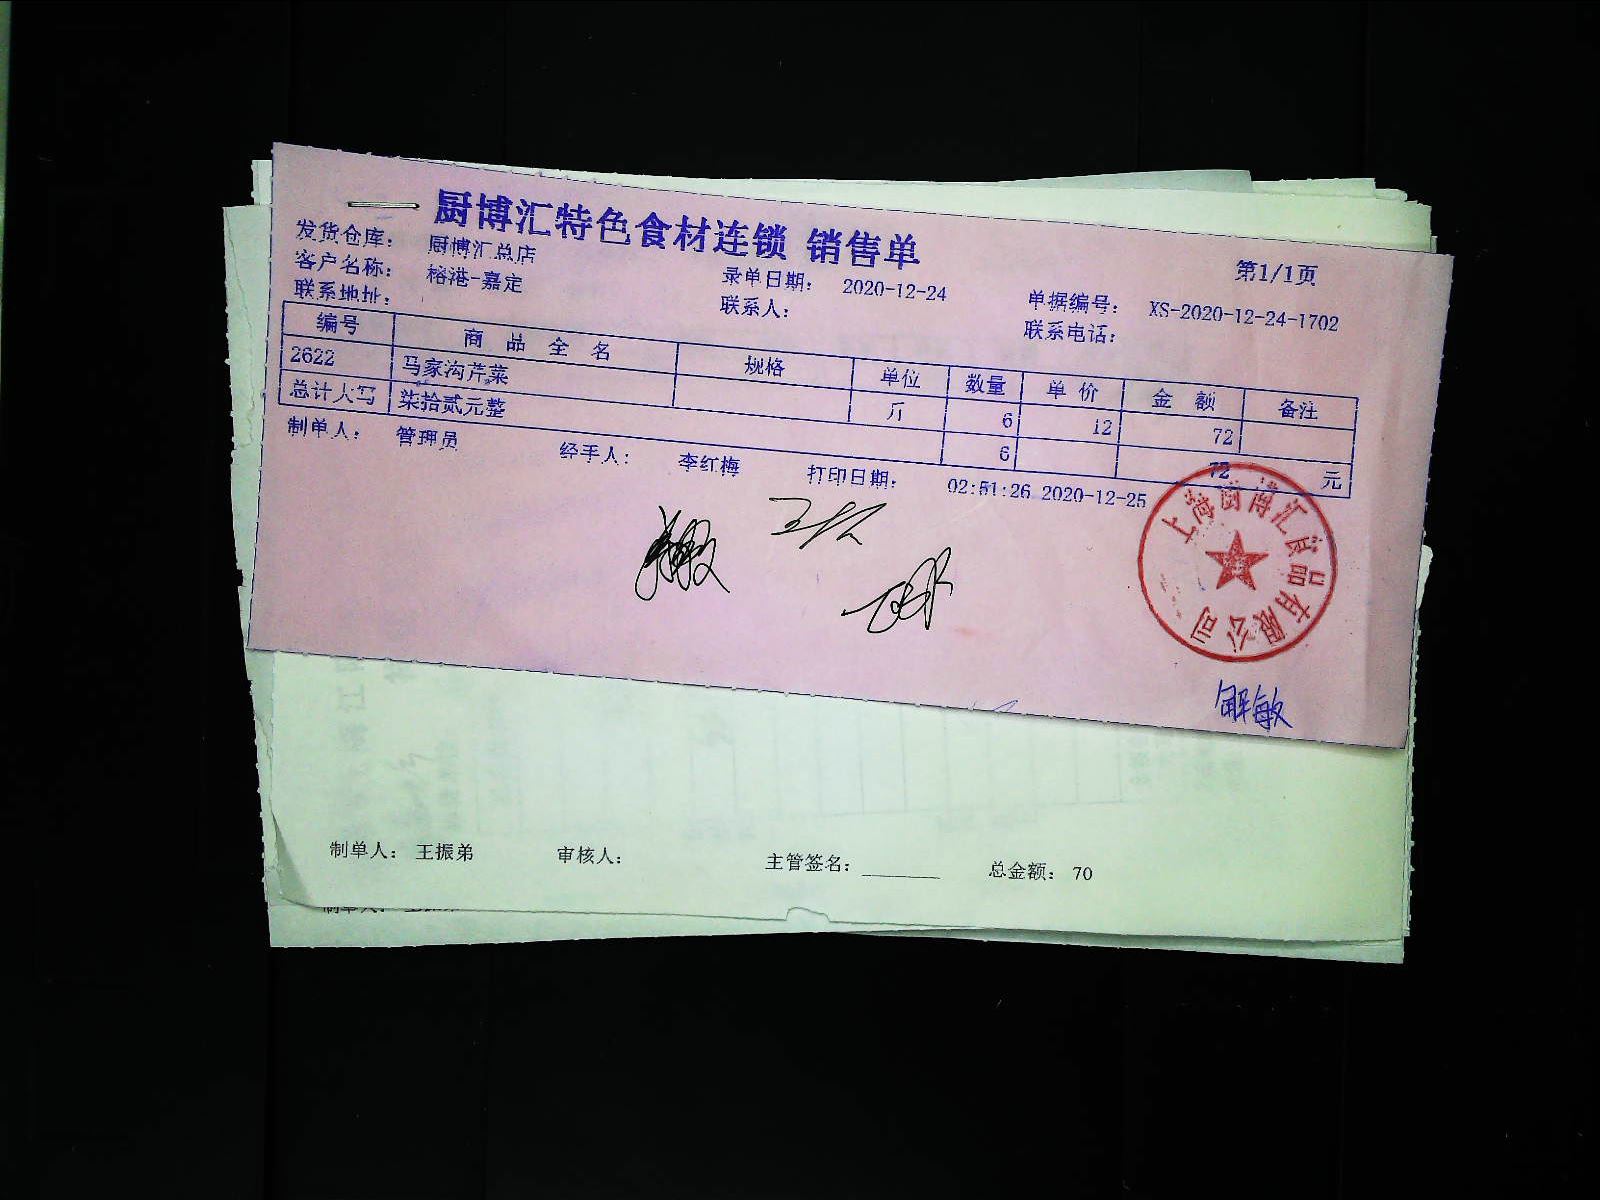 厨博汇特色食材连锁 销售单
第1/1页
发货仓库： 厨博汇总店
客户名称： 榕港-嘉定 录单日期： 2020-12-24 单据编号： XS-2020-12-24-1702
联系地址： 联系人： 联系电话：
编号 商品全名 规格 单位 数量 单价 金额 备注
2622 马家沟芹菜 斤 6 12 72
总计大写 柒拾贰元整 6 72 元
制单人： 管理员 经手人： 李红梅 打印日期： 02:51:26 2020-12-25
上海厨博汇食品有限公司
解敏
制单人： 王振弟 审核人： 主管签名： 总金额： 70